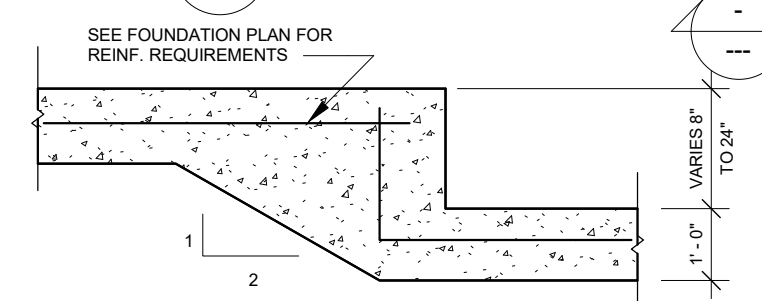 SEE FOUNDATION PLAN FOR
REINF. REQUIREMENTS
-
---
VARIES 8"
TO 24"
1' - 0"
1
2